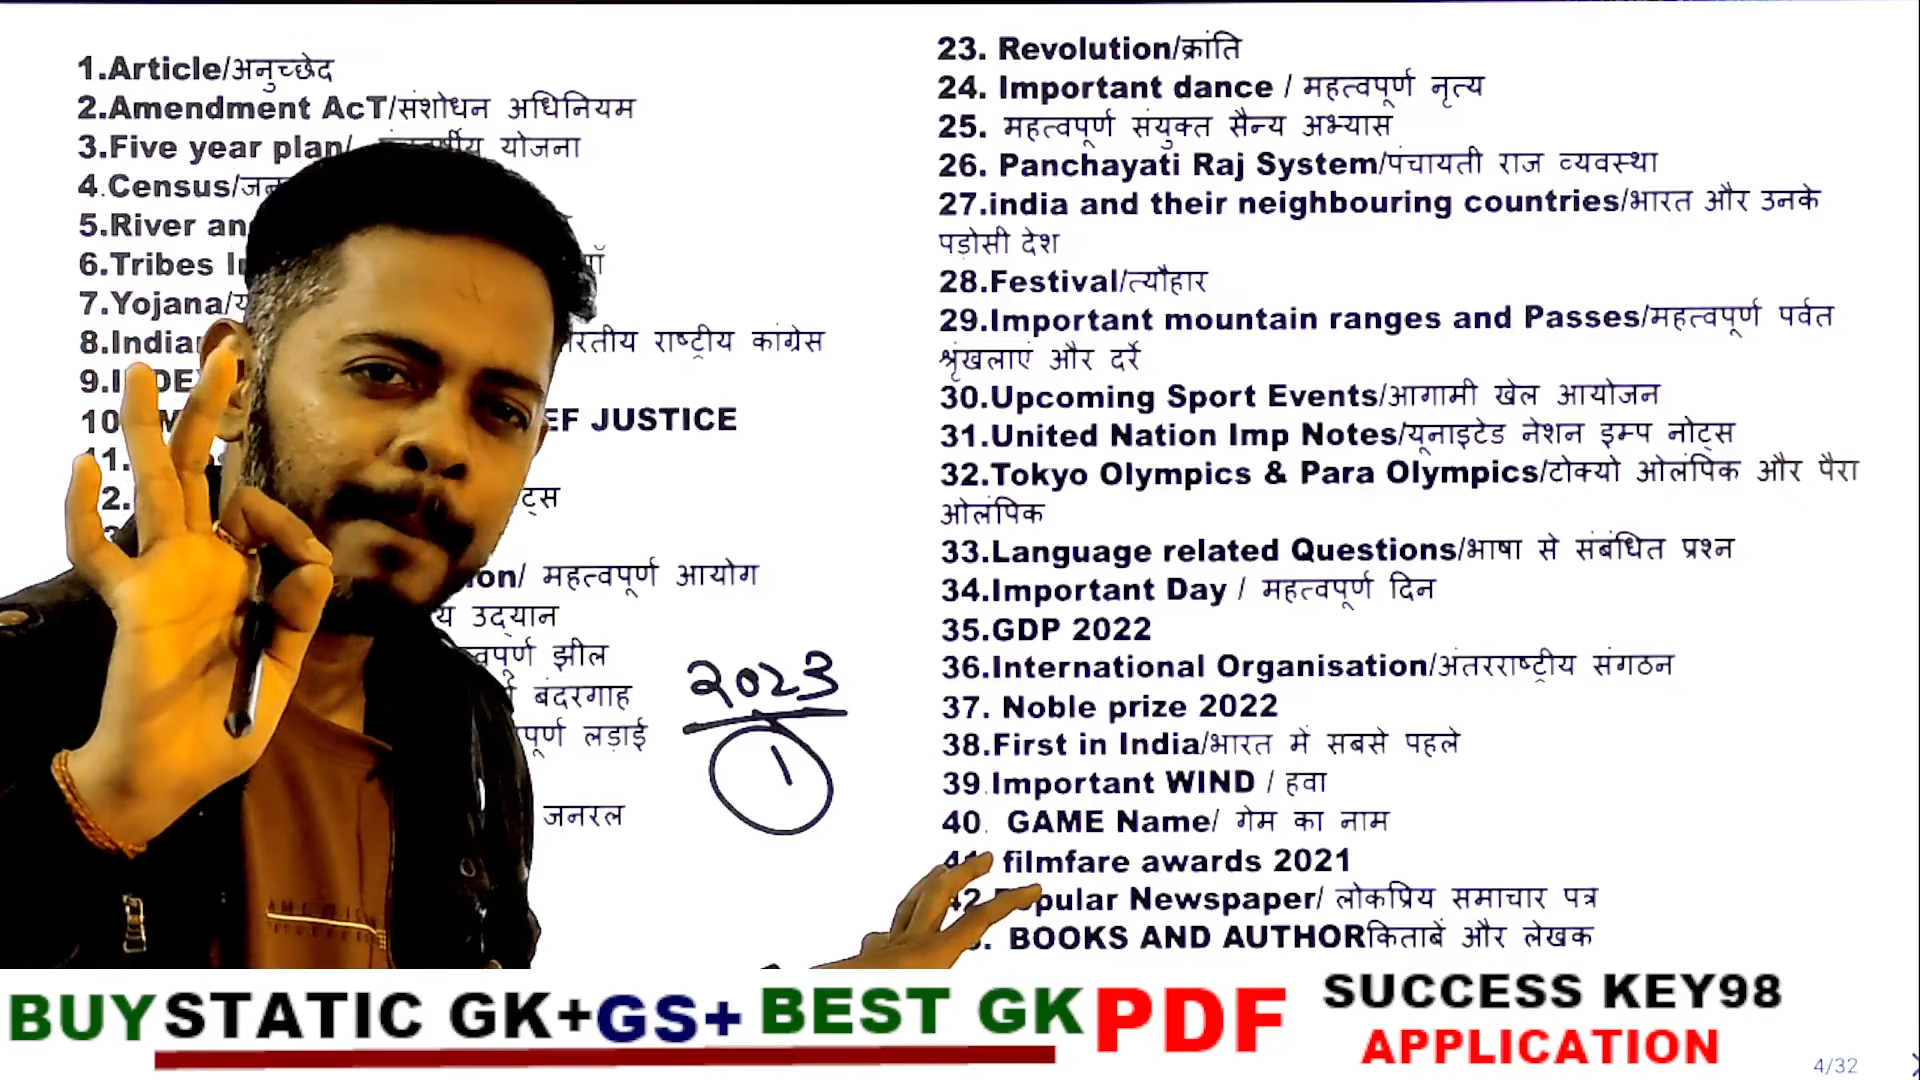 1.Article/अनुच्छेद
2.Amendment AcT/संशोधन अधिनियम
3.Five year plan/ योजना
4.Census/
5.River
6.Tribes
7.Yojana/
8. राष्ट्रीय कांग्रेस
9.
10 JUSTICE
11.
महत्वपूर्ण आयोग
उद्यान
झील
बंदरगाह
लड़ाई
जनरल
2023
1
23. Revolution/क्रांति
24. Important dance / महत्वपूर्ण नृत्य
25. महत्वपूर्ण संयुक्त सैन्य अभ्यास
26. Panchayati Raj System/पंचायती राज व्यवस्था
27.india and their neighbouring countries/भारत और उनके
पड़ोसी देश
28.Festival/त्यौहार
29.Important mountain ranges and Passes/महत्वपूर्ण पर्वत
श्रृंखलाएं और दर्रे
30.Upcoming Sport Events/आगामी खेल आयोजन
31.United Nation Imp Notes/यूनाइटेड नेशन इम्प नोट्स
32.Tokyo Olympics & Para Olympics/टोक्यो ओलंपिक और पैरा
ओलंपिक
33.Language related Questions/भाषा से संबंधित प्रश्न
34.Important Day / महत्वपूर्ण दिन
35.GDP 2022
36.International Organisation/अंतरराष्ट्रीय संगठन
37. Noble prize 2022
38.First in India/भारत में सबसे पहले
39.Important WIND / हवा
40. GAME Name/ गेम का नाम
41. filmfare awards 2021
Newspaper/ लोकप्रिय समाचार पत्र
BOOKS AND AUTHORकिताबें और लेखक
BUY STATIC GK+GS+ BEST GK PDF
SUCCESS KEY98
APPLICATION
4/32